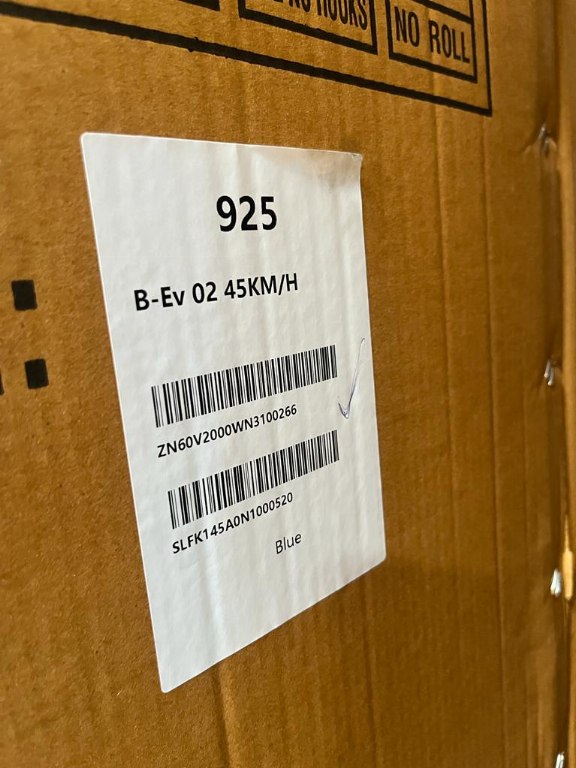 NO HOOKS
NO ROLL
925
B-Ev 02 45KM/H
ZN60V2000WN3100266
SLFK145A0N1000520
Blue